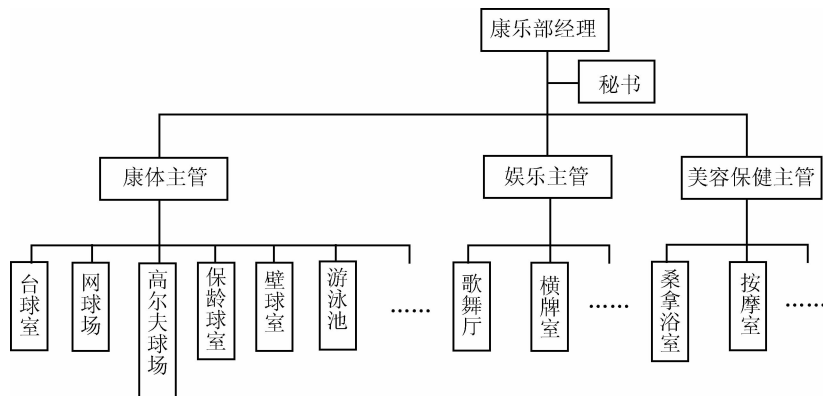 康乐部经理
秘书
康体主管
娱乐主管
美容保健主管
台球室
网球场
高尔夫球场
保龄球室
壁球室
游泳池
……
歌舞厅
横牌室
……
桑拿浴室
按摩室
……